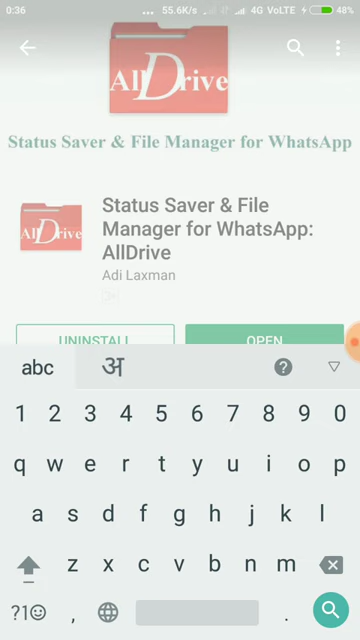 0:36 ... 55.6K/s 4G VoLTE 48%
AllDrive
Status Saver & File Manager for WhatsApp
AllDrive
Status Saver & File
Manager for WhatsApp:
AllDrive
Adi Laxman
3+
UNINSTALL OPEN
abc अ ?
1 2 3 4 5 6 7 8 9 0
q w e r t y u i o p
a s d f g h j k l
z x c v b n m
?1☺ , .